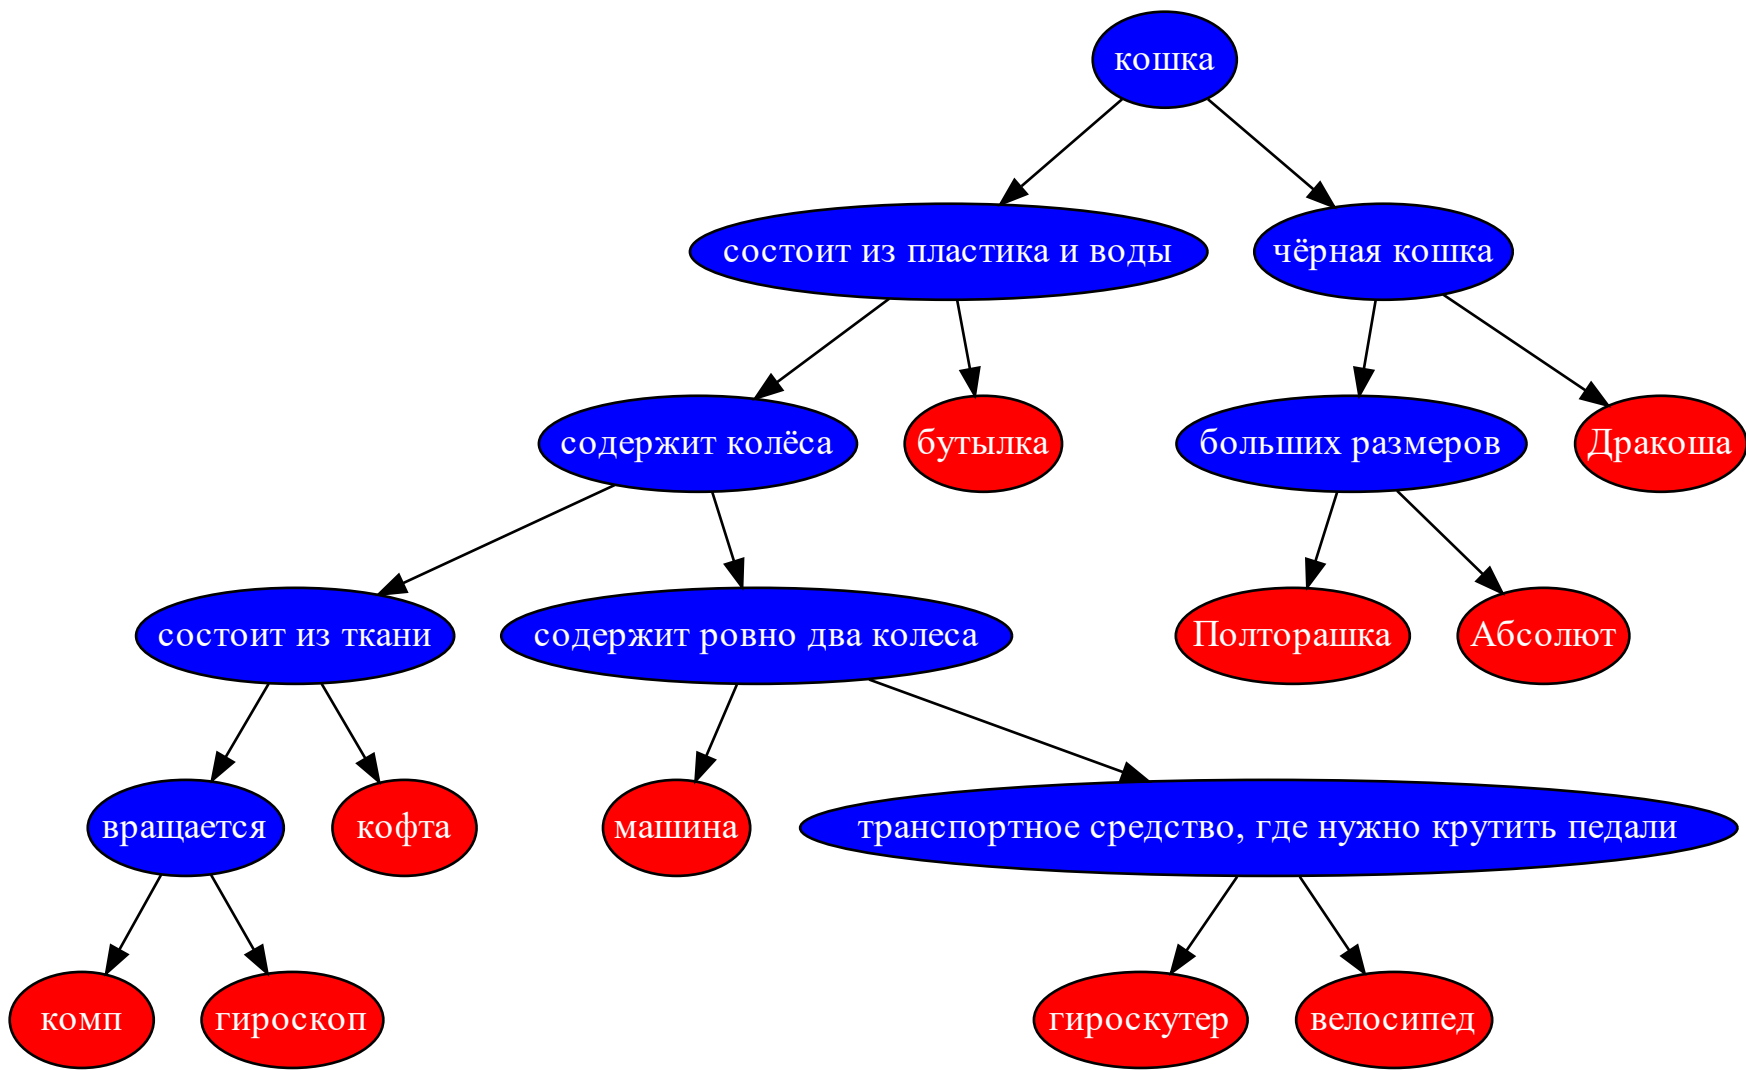 кошка
состоит из пластика и воды
чёрная кошка
содержит колёса
бутылка
больших размеров
Дракоша
состоит из ткани
содержит ровно два колеса
Полторашка
Абсолют
вращается
кофта
машина
транспортное средство, где нужно крутить педали
комп
гироскоп
гироскутер
велосипед